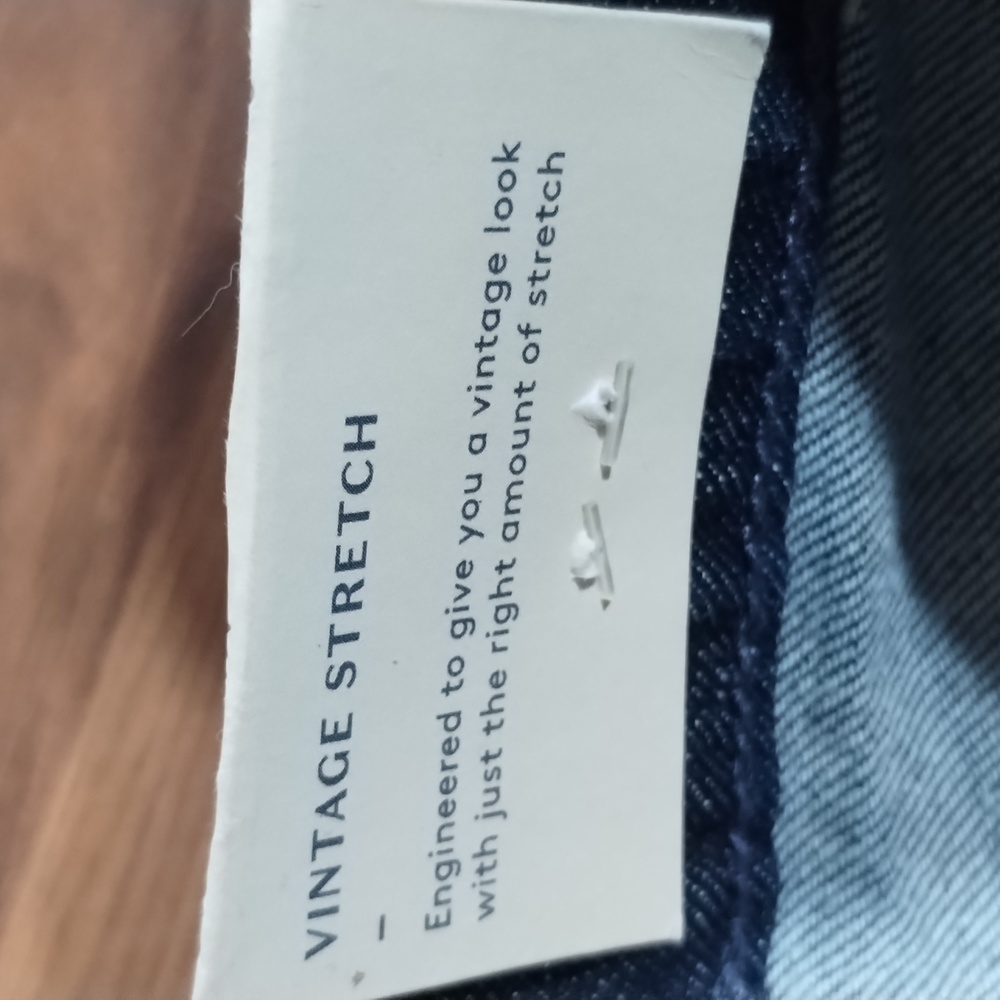 VINTAGE STRETCH
–
Engineered to give you a vintage look
with just the right amount of stretch